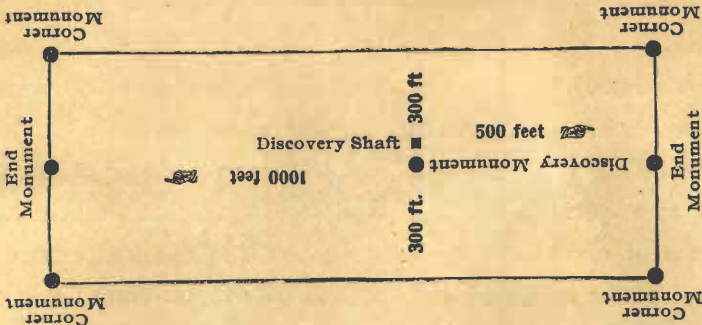 Corner
Monument
Corner
Monument
End
Monument
300 ft
Discovery Shaft
500 feet
Discovery Monument
End
Monument
1000 feet
300 ft.
Corner
Monument
Corner
Monument